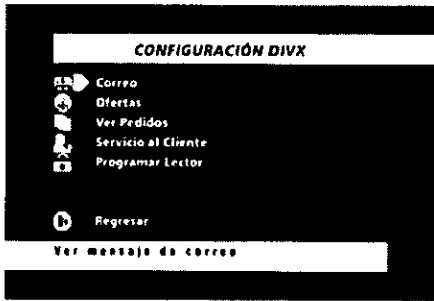 CONFIGURACIÓN DIVX
Correo
Ofertas
Ver Pedidos
Servicio al Cliente
Programar Lector
Regresar
Ver mensaje de correo